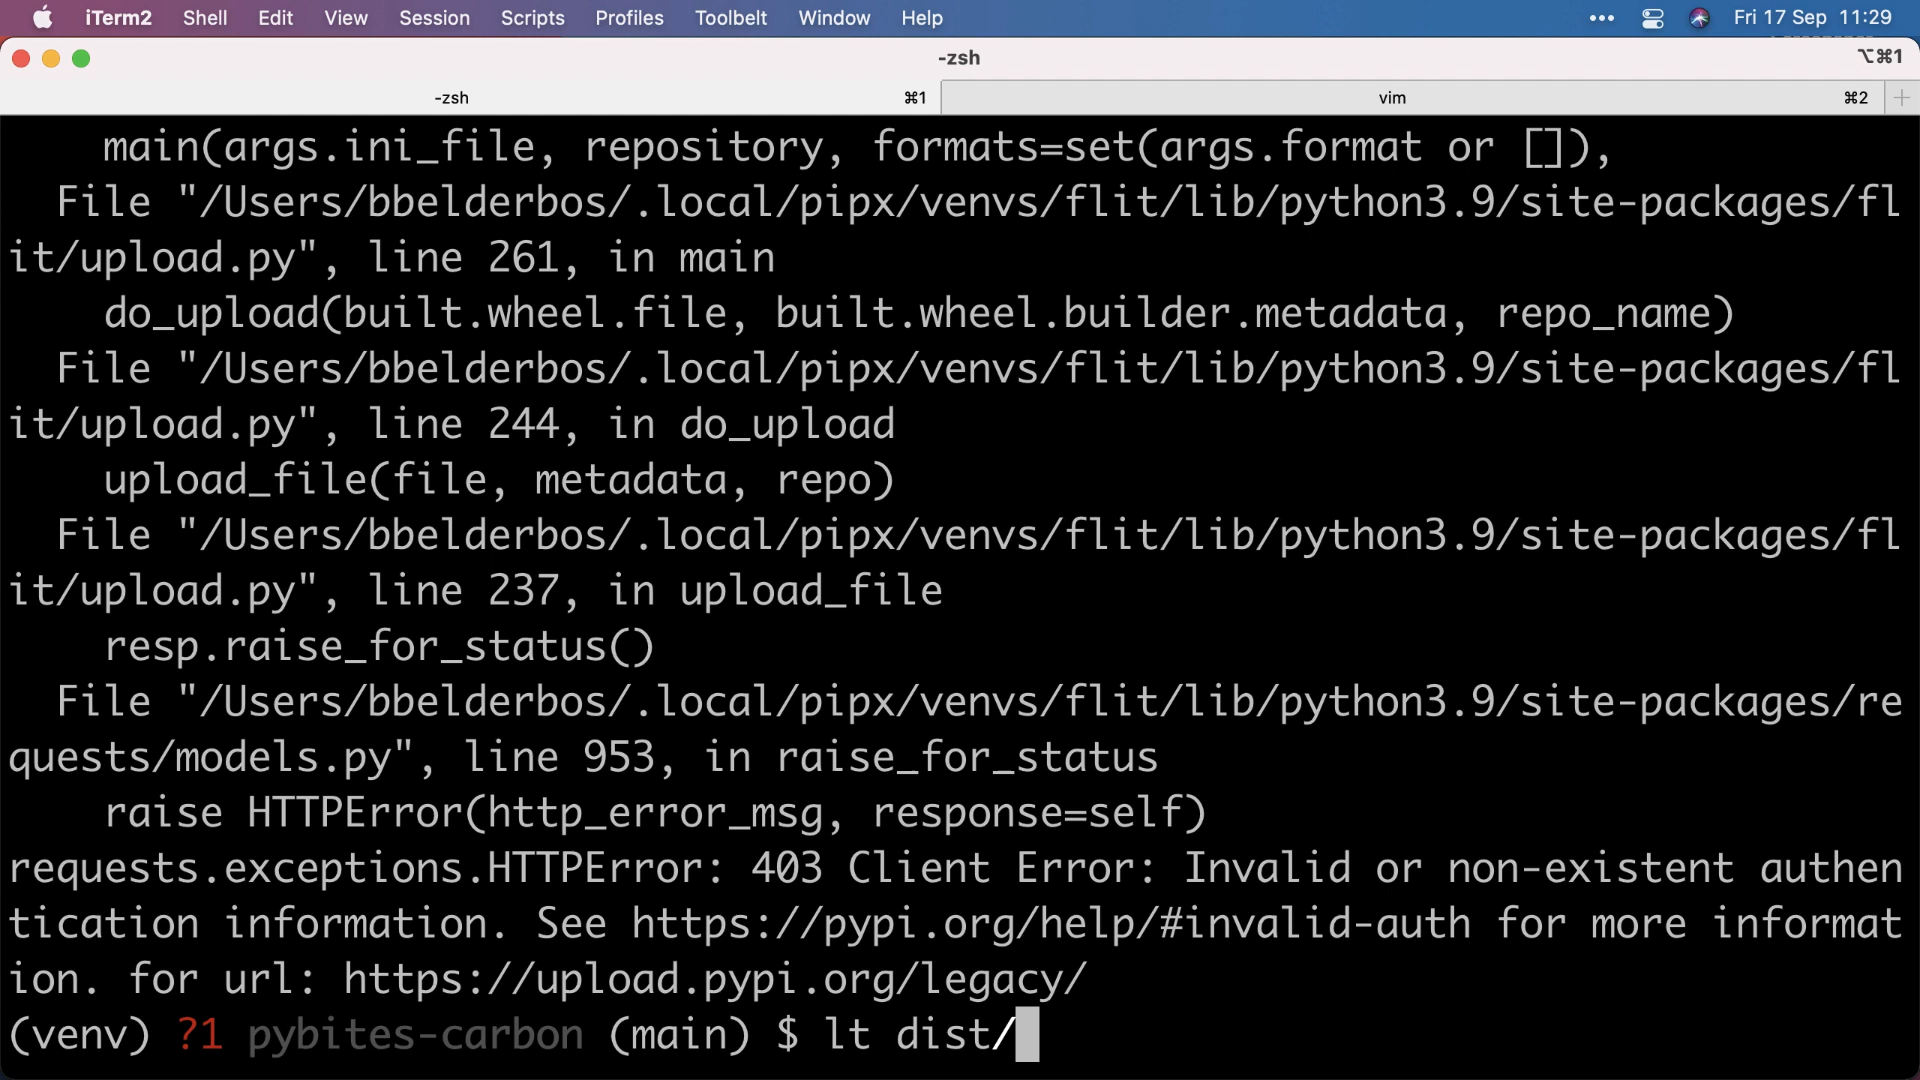 iTerm2 Shell Edit View Session Scripts Profiles Toolbelt Window Help Fri 17 Sep 11:29
-zsh ⌥⌘1
-zsh ⌘1 vim ⌘2
main(args.ini_file, repository, formats=set(args.format or []),
File "/Users/bbelderbos/.local/pipx/venvs/flit/lib/python3.9/site-packages/fl
it/upload.py", line 261, in main
do_upload(built.wheel.file, built.wheel.builder.metadata, repo_name)
File "/Users/bbelderbos/.local/pipx/venvs/flit/lib/python3.9/site-packages/fl
it/upload.py", line 244, in do_upload
upload_file(file, metadata, repo)
File "/Users/bbelderbos/.local/pipx/venvs/flit/lib/python3.9/site-packages/fl
it/upload.py", line 237, in upload_file
resp.raise_for_status()
File "/Users/bbelderbos/.local/pipx/venvs/flit/lib/python3.9/site-packages/re
quests/models.py", line 953, in raise_for_status
raise HTTPError(http_error_msg, response=self)
requests.exceptions.HTTPError: 403 Client Error: Invalid or non-existent authen
tication information. See https://pypi.org/help/#invalid-auth for more informat
ion. for url: https://upload.pypi.org/legacy/
(venv) ?1 pybites-carbon (main) $ lt dist/